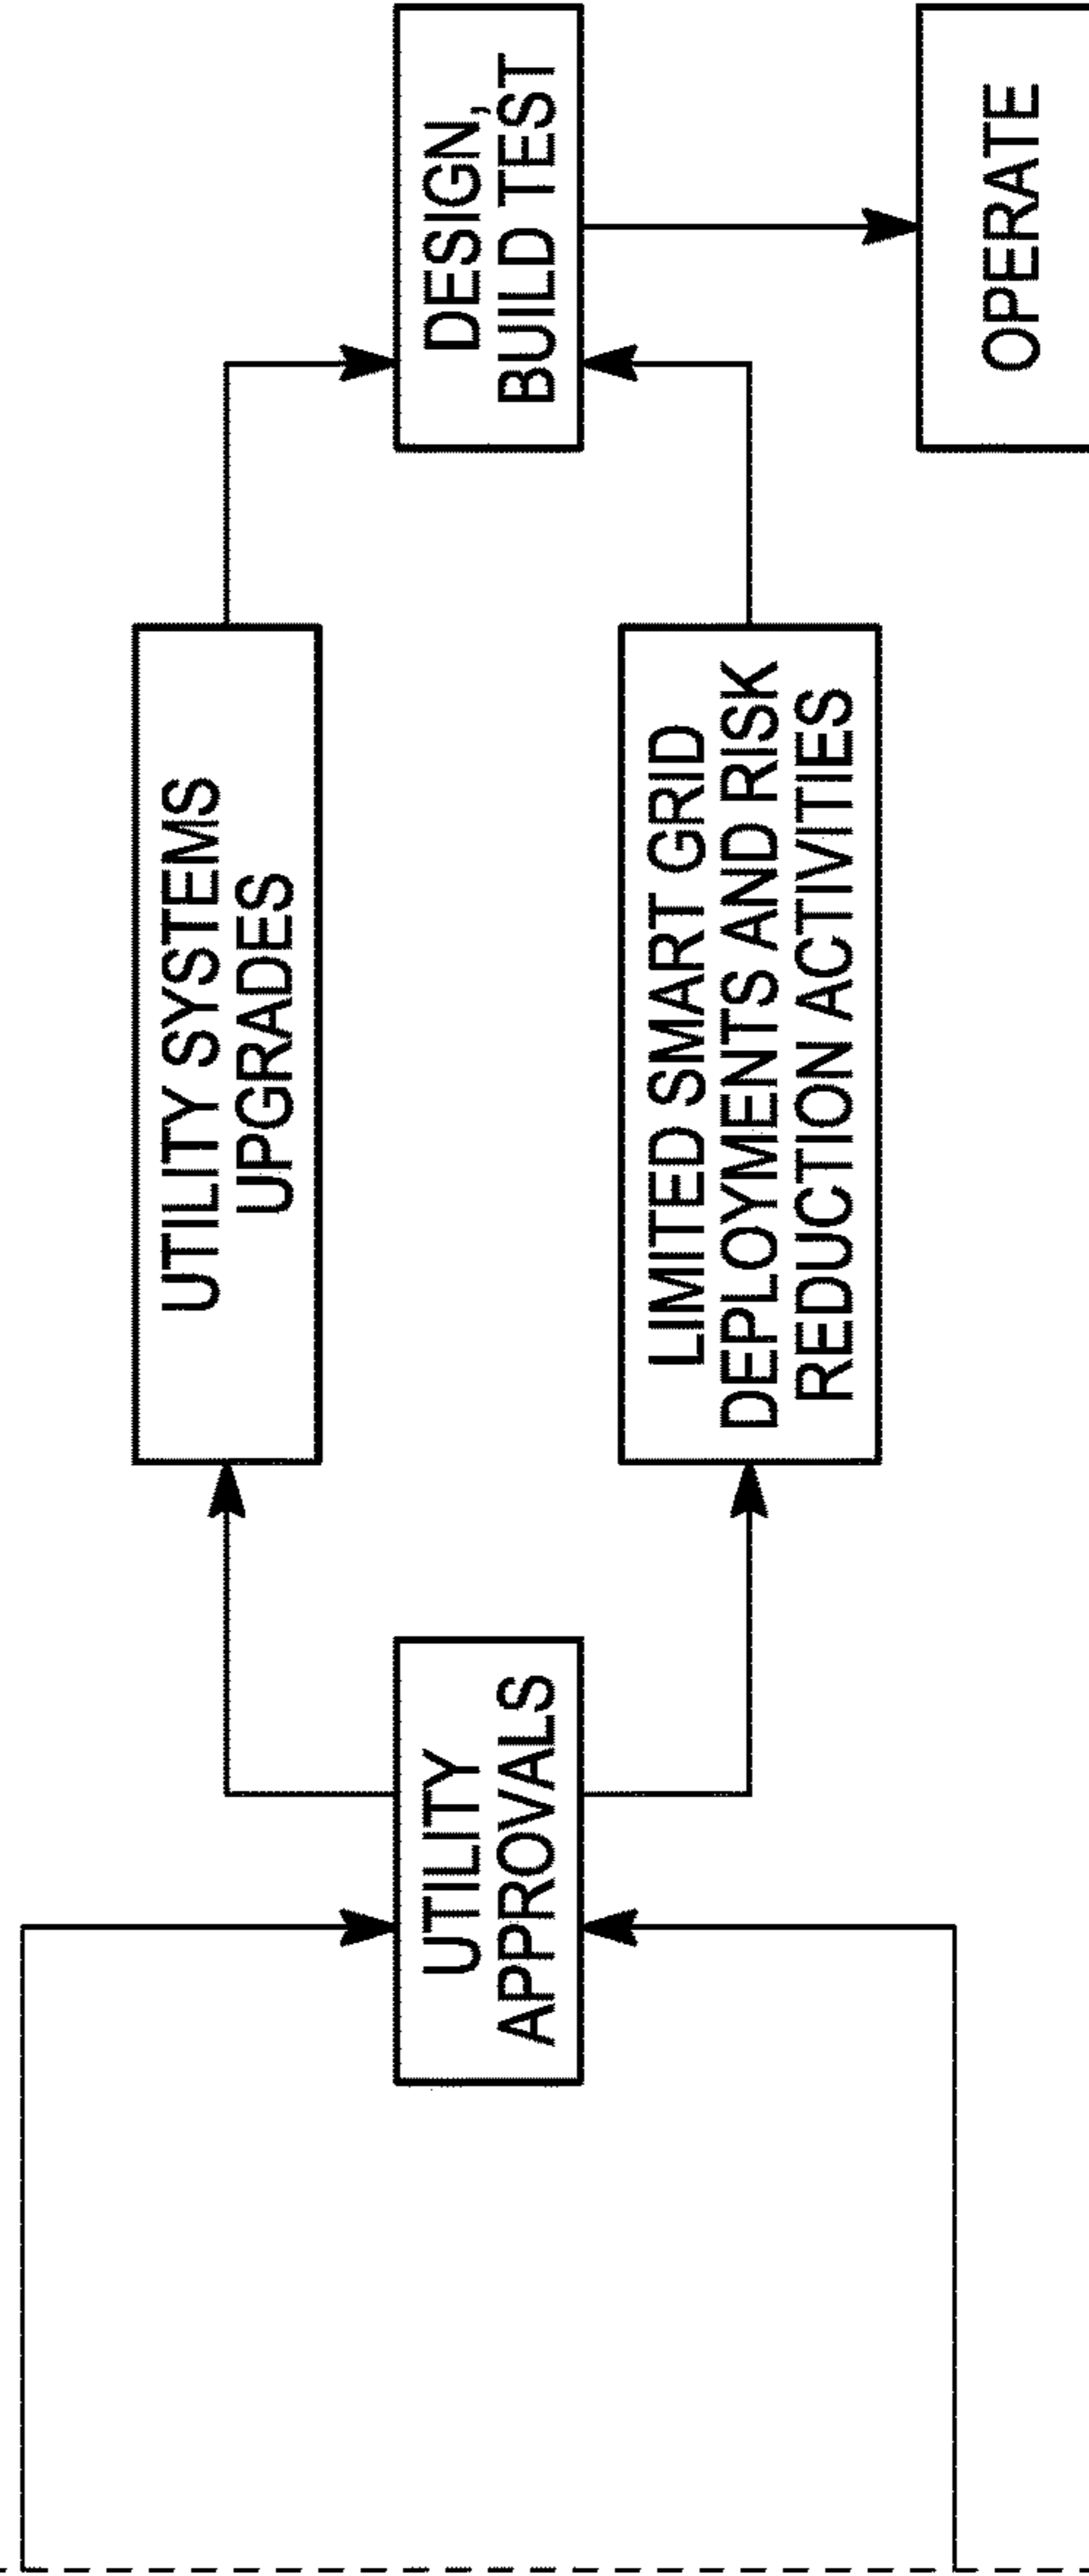 UTILITY
APPROVALS
UTILITY SYSTEMS
UPGRADES
LIMITED SMART GRID
DEPLOYMENTS AND RISK
REDUCTION ACTIVITIES
DESIGN,
BUILD TEST
OPERATE